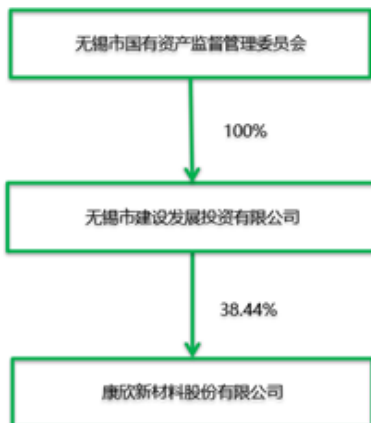 无锡市国有资产监督管理委员会
100%
无锡市建设发展投资有限公司
38.44%
康欣新材料股份有限公司